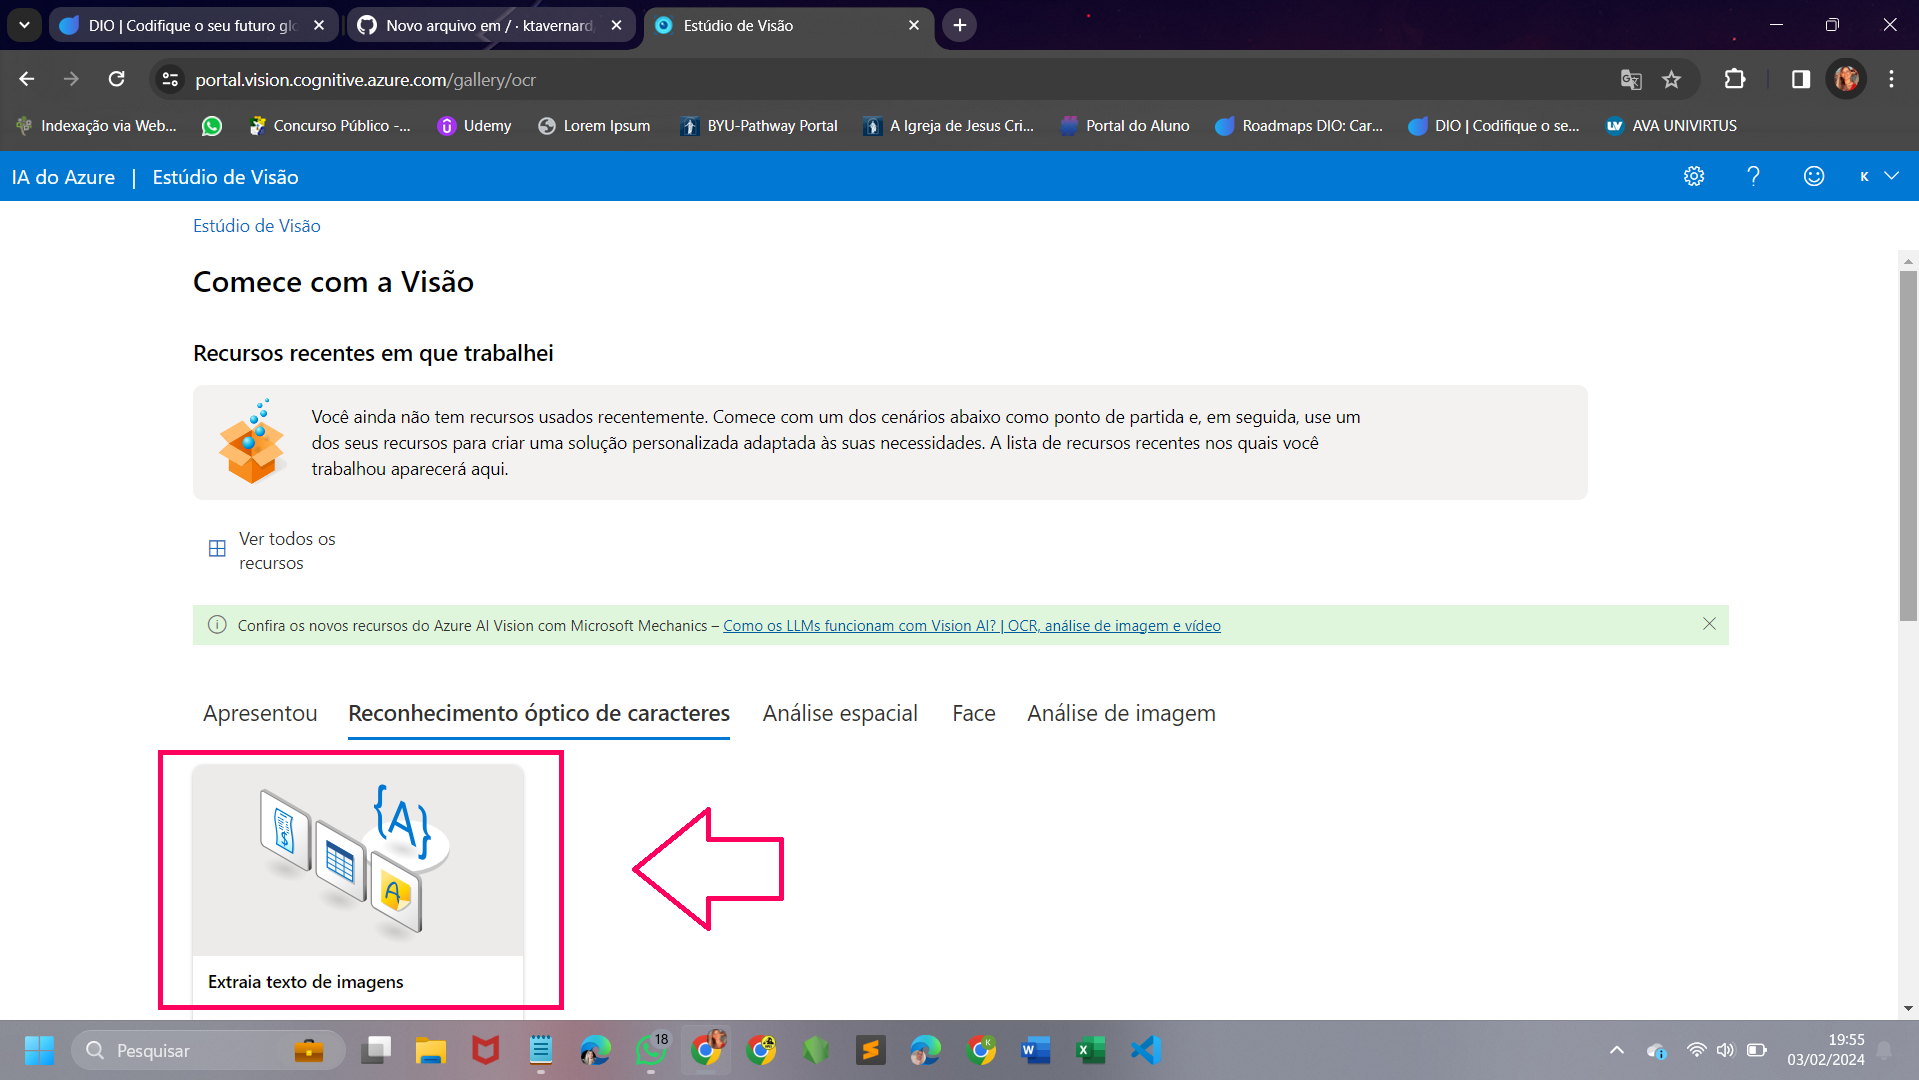 DIO | Codifique o seu futuro glo
Novo arquivo em / · ktavernard/
Estúdio de Visão
portal.vision.cognitive.azure.com/gallery/ocr
Indexação via Web...
Concurso Público -...
Udemy
Lorem Ipsum
BYU-Pathway Portal
A Igreja de Jesus Cri...
Portal do Aluno
Roadmaps DIO: Car...
DIO | Codifique o se...
AVA UNIVIRTUS
IA do Azure | Estúdio de Visão
K
Estúdio de Visão
Comece com a Visão
Recursos recentes em que trabalhei
Você ainda não tem recursos usados recentemente. Comece com um dos cenários abaixo como ponto de partida e, em seguida, use um
dos seus recursos para criar uma solução personalizada adaptada às suas necessidades. A lista de recursos recentes nos quais você
trabalhou aparecerá aqui.
Ver todos os
recursos
Confira os novos recursos do Azure AI Vision com Microsoft Mechanics – Como os LLMs funcionam com Vision AI? | OCR, análise de imagem e vídeo
Apresentou
Reconhecimento óptico de caracteres
Análise espacial
Face
Análise de imagem
{A}
$
A
Extraia texto de imagens
Pesquisar
18
19:55
03/02/2024